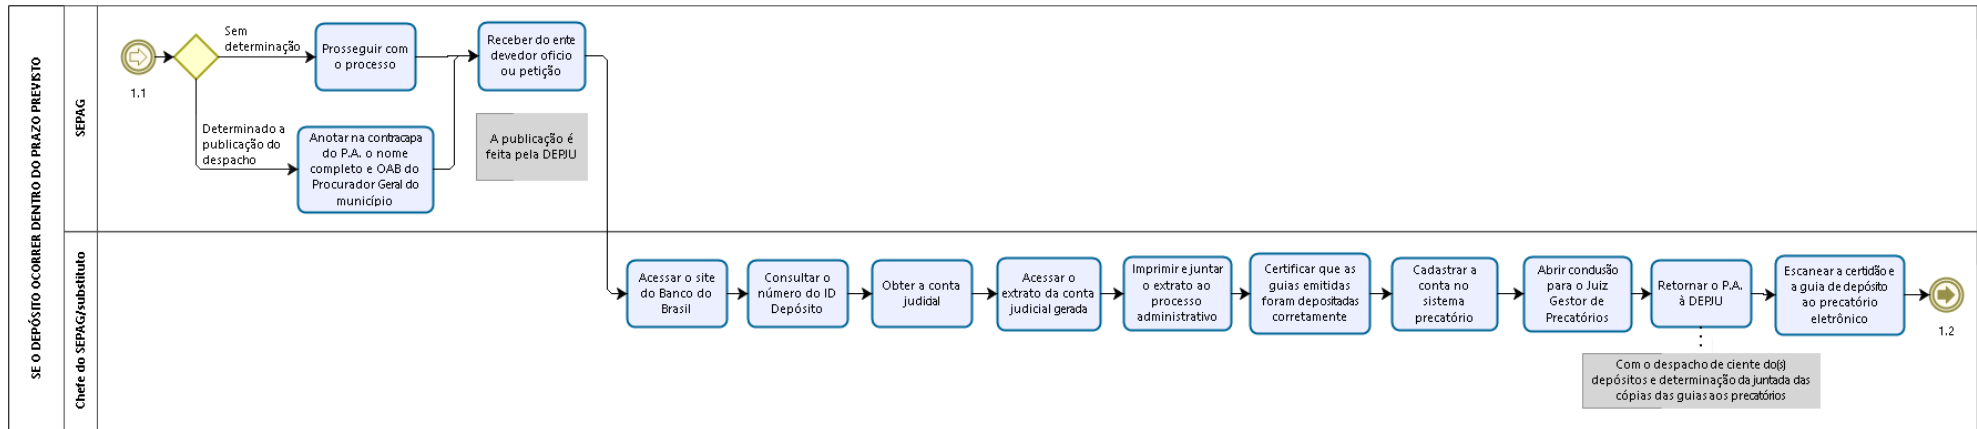 SE O DEPÓSITO OCORRER DENTRO DO PRAZO PREVISTO
SEPAG
1.1
Sem
determinação
Prosseguir com
o processo
Determinado a
publicação do
despacho
Anotar na contracapa
do P.A. o nome
completo e OAB do
Procurador Geral do
município
Receber do ente
devedor oficio
ou petição
A publicação é
feita pela DEPJU
Chefe do SEPAG/substituto
Acessar o site
do Banco do
Brasil
Consultar o
número do ID
Depósito
Obter a conta
judicial
Acessar o
extrato da conta
judicial gerada
Imprimir e juntar
o extrato ao
processo
administrativo
Certificar que as
guias emitidas
foram depositadas
corretamente
Cadastrar a
conta no
sistema
precatório
Abrir conclusão
para o Juiz
Gestor de
Precatórios
Retornar o P.A.
à DEPJU
Com o despacho de ciente do(s)
depósitos e determinação da juntada das
cópias das guias aos precatórios
Escanear a certidão e
a guia de depósito
ao precatório
eletrônico
1.2